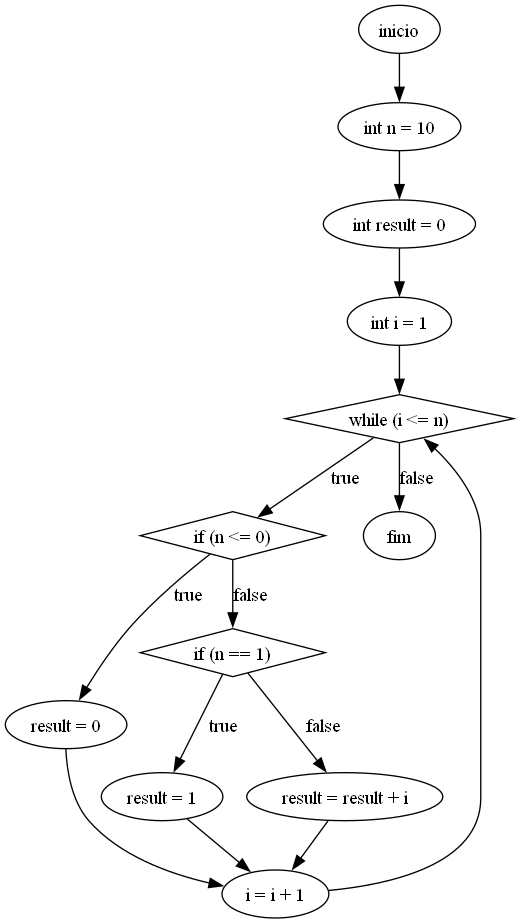 inicio
int n = 10
int result = 0
int i = 1
while (i <= n)
true
false
if (n <= 0)
fim
true
false
if (n == 1)
result = 0
true
false
result = 1
result = result + i
i = i + 1